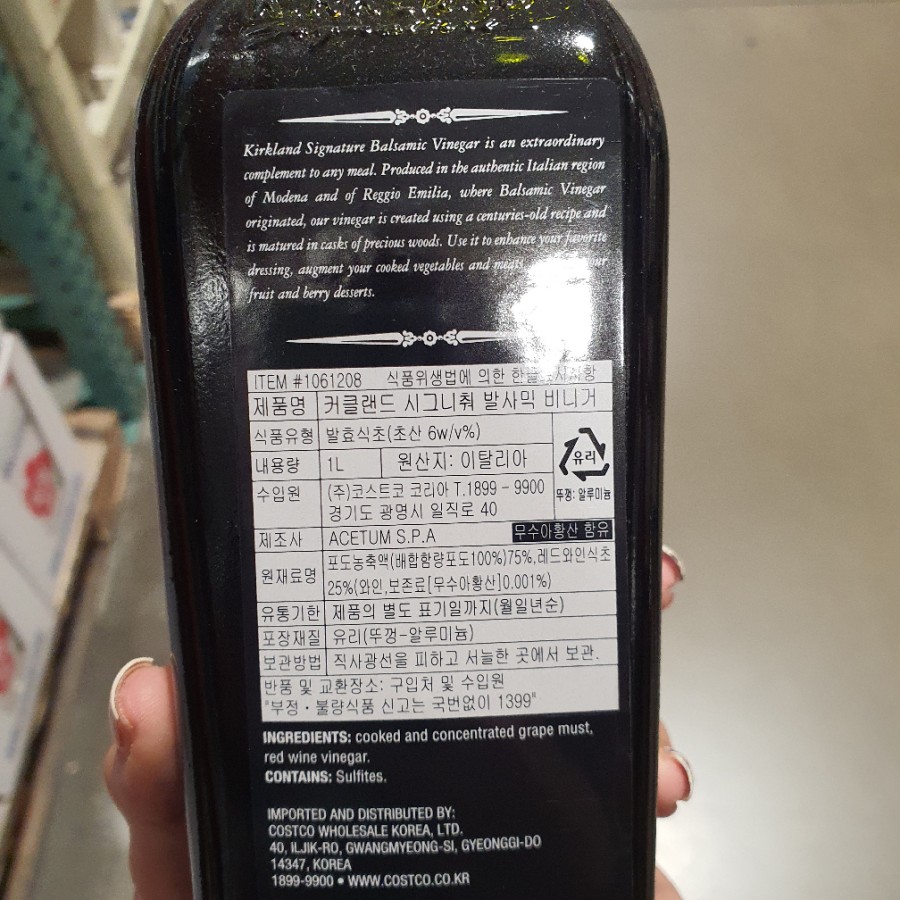 Kirkland Signature Balsamic Vinegar is an extraordinary
complement to any meal. Produced in the authentic Italian region
of Modena and of Reggio Emilia, where Balsamic Vinegar
originated, our vinegar is created using a centuries-old recipe and
is matured in casks of precious woods. Use it to enhance your favorite
dressing, augment your cooked vegetables and meats
fruit and berry desserts.
ITEM #1061208 식품위생법에 의한
제품명 커클랜드 시그니춰 발사믹 비니거
식품유형 발효식초(초산 6w/v%)
내용량 1L 원산지: 이탈리아
유리
뚜껑: 알루미늄
수입원 (주)코스트코 코리아 T.1899 - 9900
경기도 광명시 일직로 40
제조사 ACETUM S.P.A 무수아황산 함유
원재료명 포도농축액(배합함량포도100%)75%,레드와인식초
25%(와인,보존료[무수아황산]0.001%)
유통기한 제품의 별도 표기일까지(월일년순)
포장재질 유리(뚜껑-알루미늄)
보관방법 직사광선을 피하고 서늘한 곳에서 보관.
반품 및 교환장소: 구입처 및 수입원
"부정·불량식품 신고는 국번없이 1399"
INGREDIENTS: cooked and concentrated grape must,
red wine vinegar.
CONTAINS: Sulfites.
IMPORTED AND DISTRIBUTED BY:
COSTCO WHOLESALE KOREA, LTD.
40, ILJIK-RO, GWANGMYEONG-SI, GYEONGGI-DO
14347, KOREA
1899-9900 • WWW.COSTCO.CO.KR